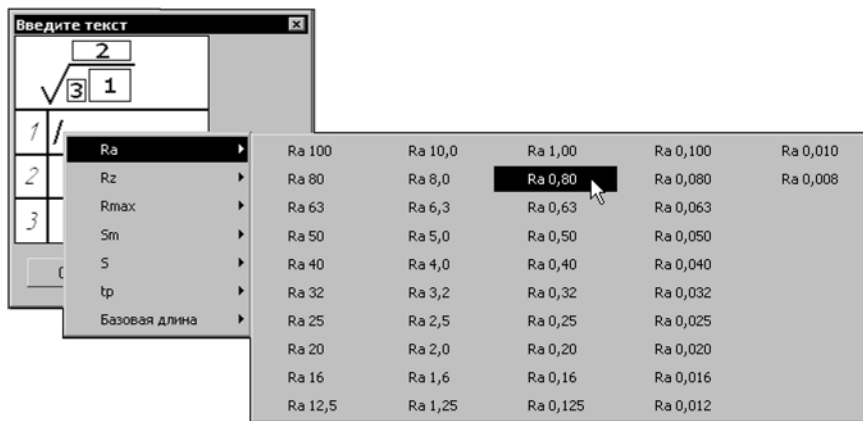 Введите текст
2
3 1
1
Ra Ra 100 Ra 10,0 Ra 1,00 Ra 0,100 Ra 0,010
2
Rz Ra 80 Ra 8,0 Ra 0,80 Ra 0,080 Ra 0,008
Rmax Ra 63 Ra 6,3 Ra 0,63 Ra 0,063
3
Sm Ra 50 Ra 5,0 Ra 0,50 Ra 0,050
S Ra 40 Ra 4,0 Ra 0,40 Ra 0,040
tp Ra 32 Ra 3,2 Ra 0,32 Ra 0,032
Базовая длина Ra 25 Ra 2,5 Ra 0,25 Ra 0,025
Ra 20 Ra 2,0 Ra 0,20 Ra 0,020
Ra 16 Ra 1,6 Ra 0,16 Ra 0,016
Ra 12,5 Ra 1,25 Ra 0,125 Ra 0,012